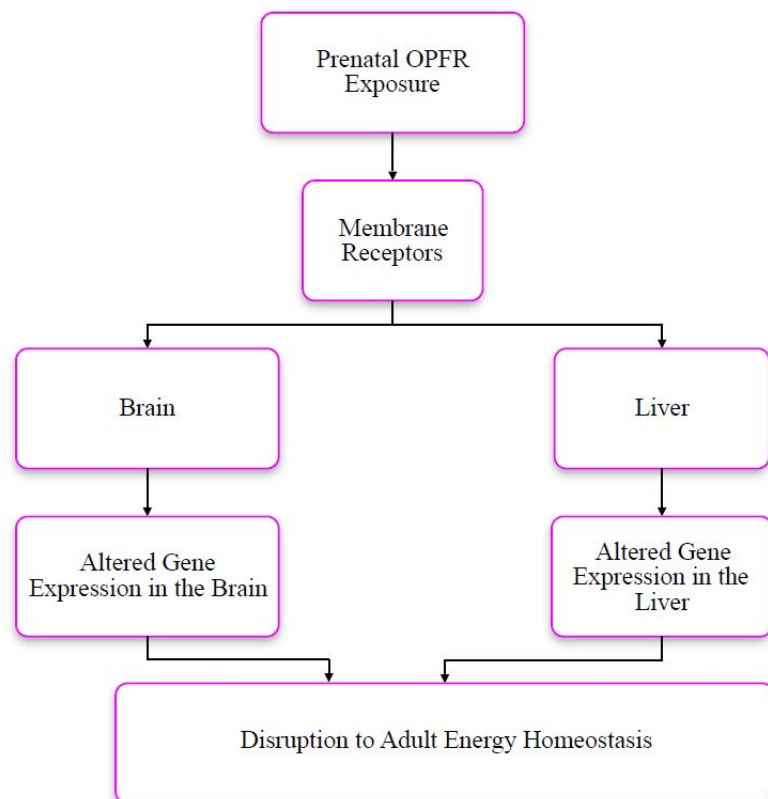 Prenatal OPFR
Exposure
Membrane
Receptors
Brain
Liver
Altered Gene
Expression in the Brain
Altered Gene
Expression in the
Liver
Disruption to Adult Energy Homeostasis